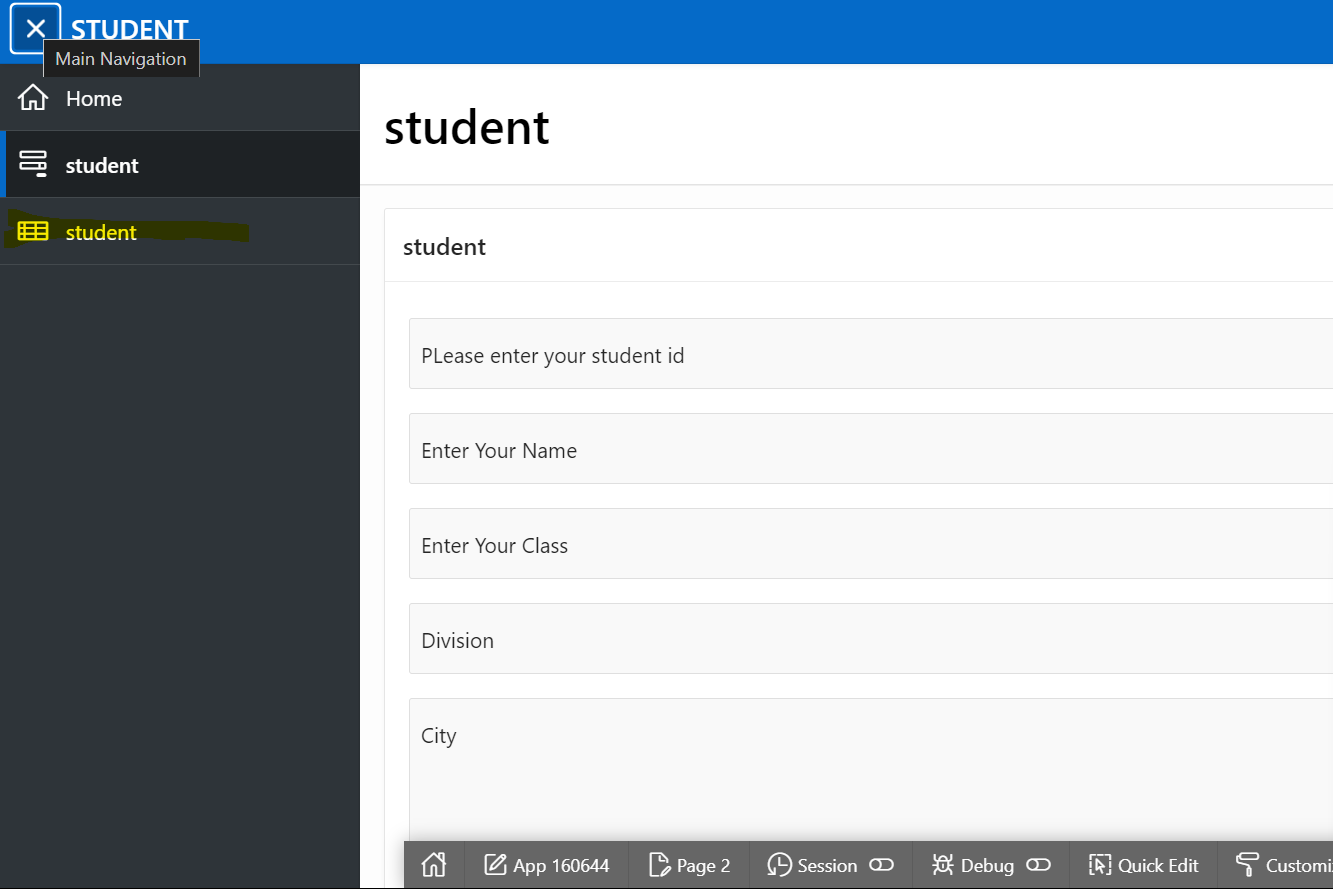 STUDENT
Main Navigation
Home
student
student
student
student
PLease enter your student id
Enter Your Name
Enter Your Class
Division
City
App 160644 Page 2 Session Debug Quick Edit Customi